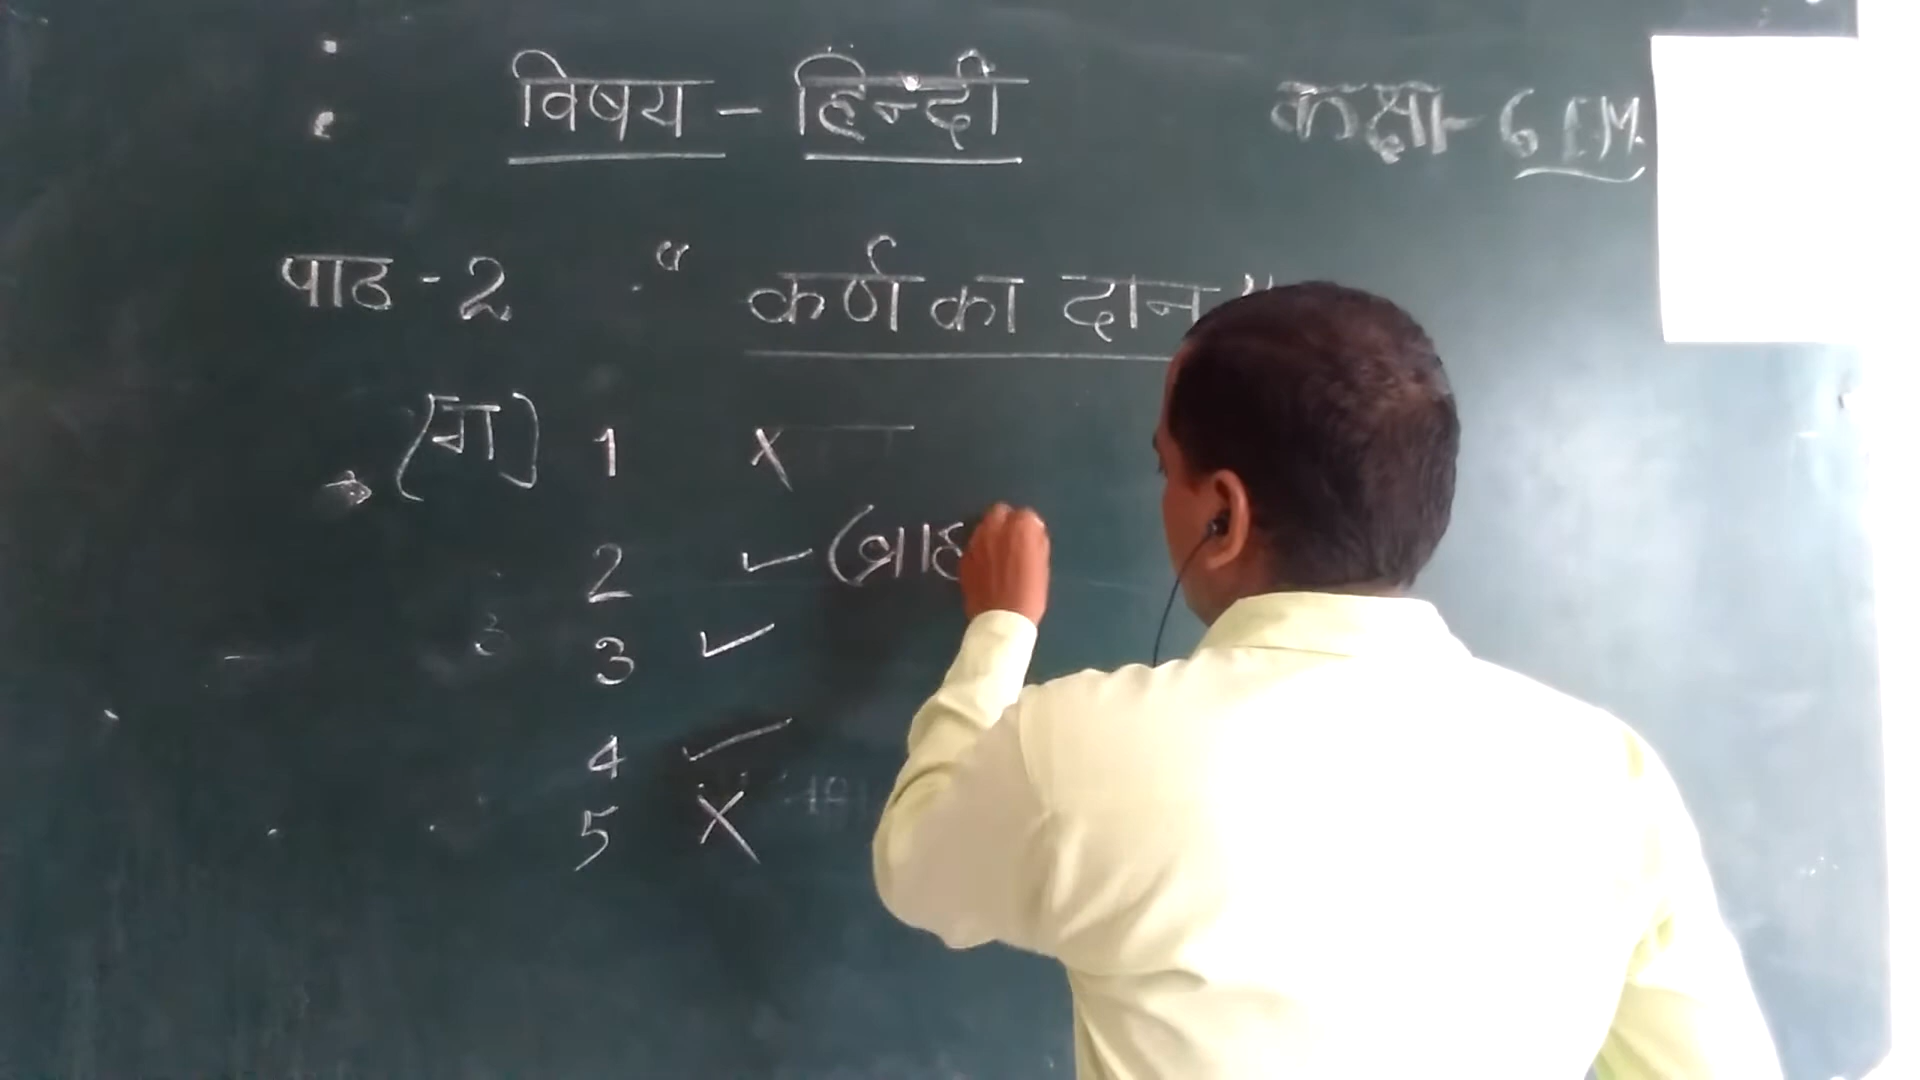 विषय - हिन्दी
कक्षा - 6 E.M.
पाठ - 2 " कर्ण का दान "
(ग) 1 ×
2 ✓ (ब्राह
3 ✓
4 ✓
5 ×